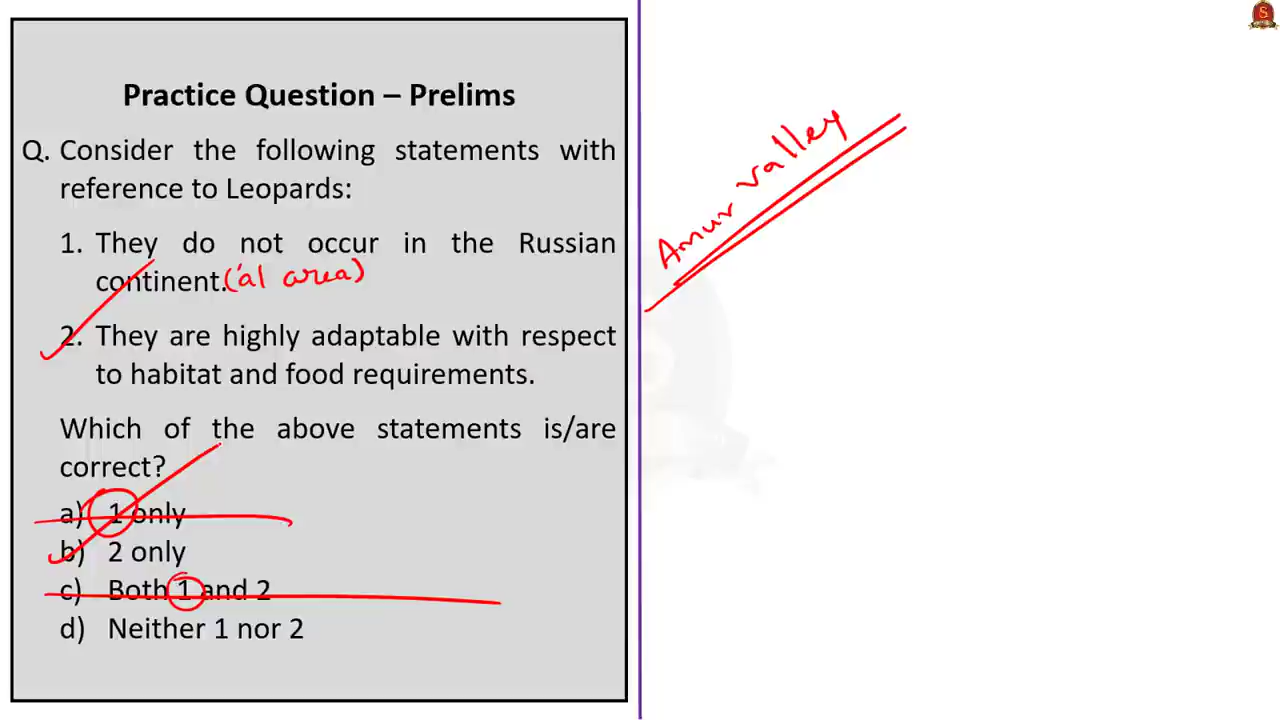 Practice Question – Prelims
Q. Consider the following statements with
reference to Leopards:
1. They do not occur in the Russian
continent.('al area)
2. They are highly adaptable with respect
to habitat and food requirements.
Which of the above statements is/are
correct?
a) 1 only
b) 2 only
c) Both 1 and 2
d) Neither 1 nor 2
Amur valley